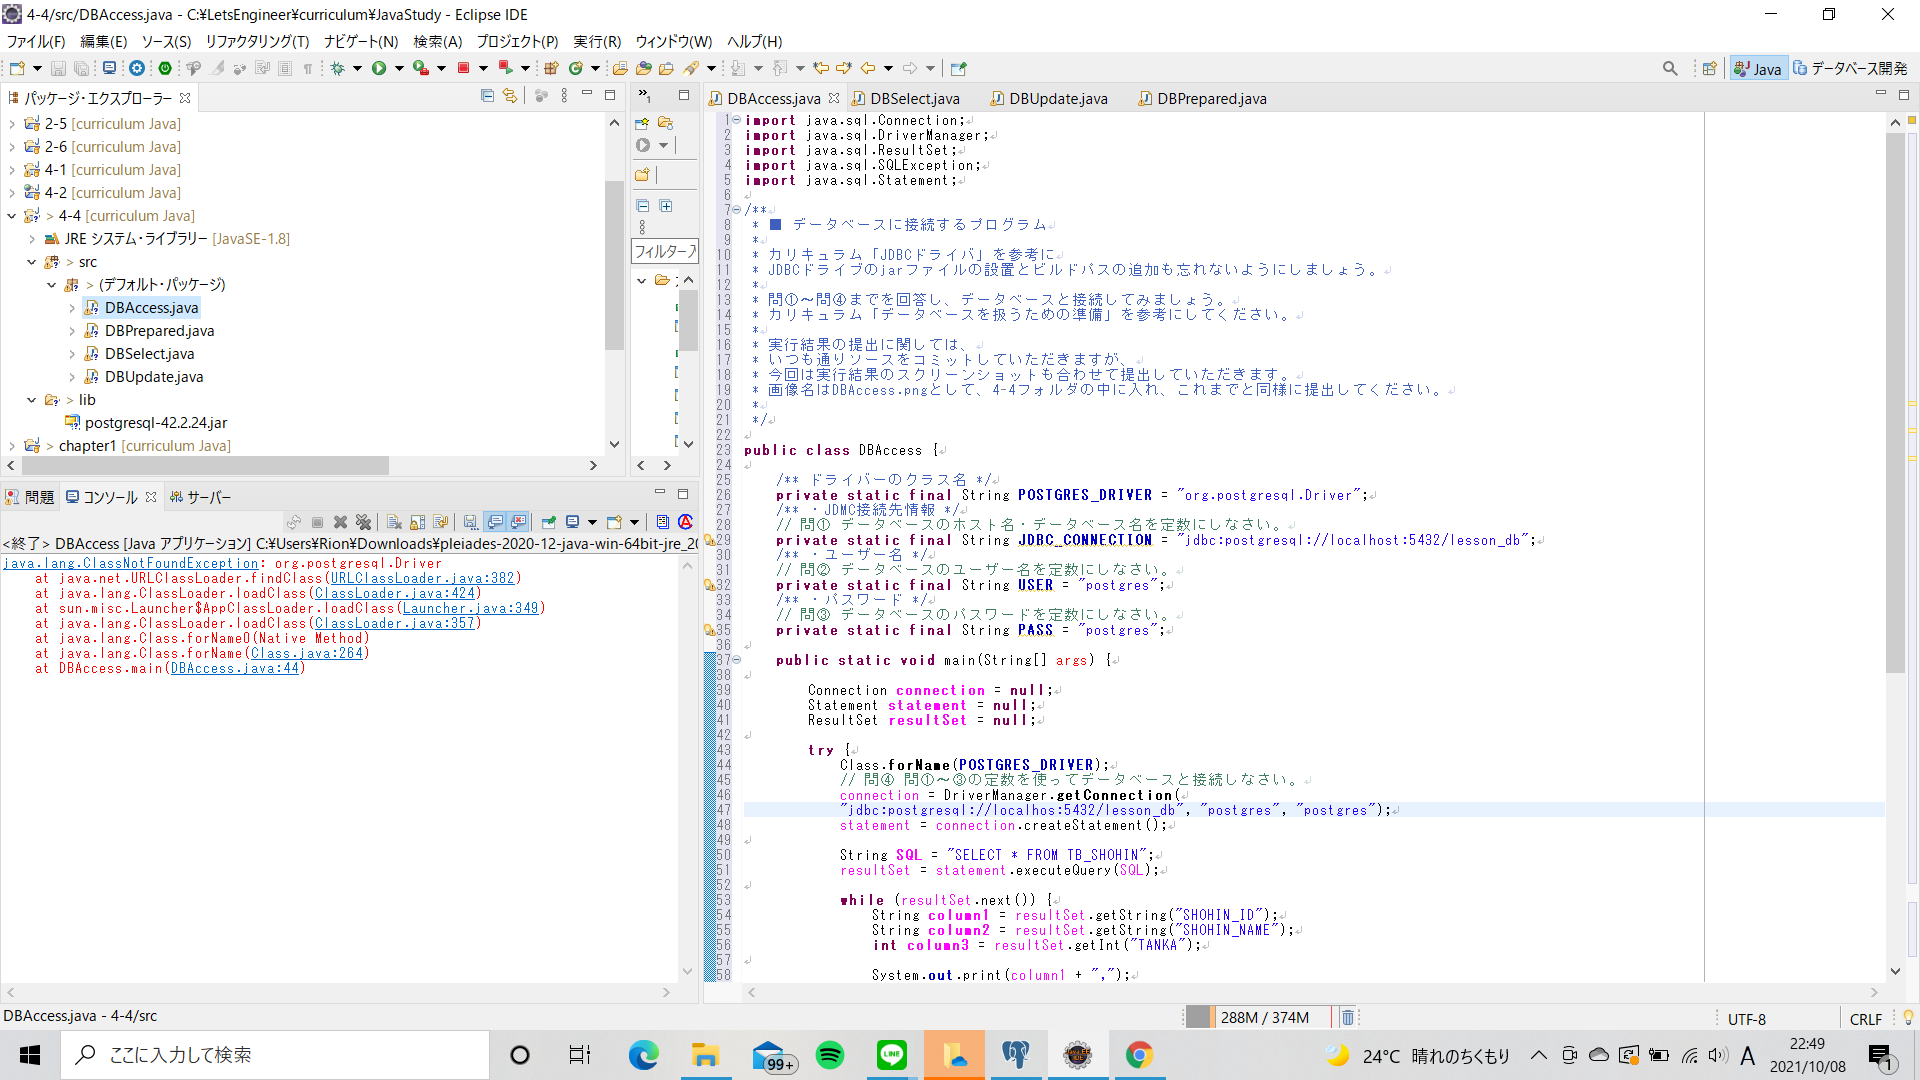 4-4/src/DBAccess.java - C:¥LetsEngineer¥curriculum¥JavaStudy - Eclipse IDE
ファイル(F) 編集(E) ソース(S) リファクタリング(T) ナビゲート(N) 検索(A) プロジェクト(P) 実行(R) ウィンドウ(W) ヘルプ(H)
Java データベース開発
パッケージ・エクスプローラー
2-5 [curriculum Java]
2-6 [curriculum Java]
4-1 [curriculum Java]
4-2 [curriculum Java]
> 4-4 [curriculum Java]
JRE システム・ライブラリー [JavaSE-1.8]
> src
> (デフォルト・パッケージ)
DBAccess.java
DBPrepared.java
DBSelect.java
DBUpdate.java
> lib
postgresql-42.2.24.jar
> chapter1 [curriculum Java]
»1
フィルター入
問題 コンソール サーバー
<終了> DBAccess [Java アプリケーション] C:¥Users¥Rion¥Downloads¥pleiades-2020-12-java-win-64bit-jre_20
java.lang.ClassNotFoundException: org.postgresql.Driver
at java.net.URLClassLoader.findClass(URLClassLoader.java:382)
at java.lang.ClassLoader.loadClass(ClassLoader.java:424)
at sun.misc.Launcher$AppClassLoader.loadClass(Launcher.java:349)
at java.lang.ClassLoader.loadClass(ClassLoader.java:357)
at java.lang.Class.forName0(Native Method)
at java.lang.Class.forName(Class.java:264)
at DBAccess.main(DBAccess.java:44)
DBAccess.java DBSelect.java DBUpdate.java DBPrepared.java
1 import java.sql.Connection;
2 import java.sql.DriverManager;
3 import java.sql.ResultSet;
4 import java.sql.SQLException;
5 import java.sql.Statement;
6
7 /**
8 * ■ データベースに接続するプログラム
9 *
10 * カリキュラム「JDBCドライバ」を参考に
11 * JDBCドライブのjarファイルの設置とビルドパスの追加も忘れないようにしましょう。
12 *
13 * 問①～問④までを回答し、データベースと接続してみましょう。
14 * カリキュラム「データベースを扱うための準備」を参考にしてください。
15 *
16 * 実行結果の提出に関しては、
17 * いつも通りソースをコミットしていただきますが、
18 * 今回は実行結果のスクリーンショットも合わせて提出していただきます。
19 * 画像名はDBAccess.pngとして、4-4フォルダの中に入れ、これまでと同様に提出してください。
20 *
21 */
22
23 public class DBAccess {
24
25 /** ドライバーのクラス名 */
26 private static final String POSTGRES_DRIVER = "org.postgresql.Driver";
27 /** ・JDMC接続先情報 */
28 // 問① データベースのホスト名・データベース名を定数にしなさい。
29 private static final String JDBC_CONNECTION = "jdbc:postgresql://localhost:5432/lesson_db";
30 /** ・ユーザー名 */
31 // 問② データベースのユーザー名を定数にしなさい。
32 private static final String USER = "postgres";
33 /** ・パスワード */
34 // 問③ データベースのパスワードを定数にしなさい。
35 private static final String PASS = "postgres";
36
37 public static void main(String[] args) {
38
39 Connection connection = null;
40 Statement statement = null;
41 ResultSet resultSet = null;
42
43 try {
44 Class.forName(POSTGRES_DRIVER);
45 // 問④ 問①～③の定数を使ってデータベースと接続しなさい。
46 connection = DriverManager.getConnection(
47 "jdbc:postgresql://localhos:5432/lesson_db", "postgres", "postgres");
48 statement = connection.createStatement();
49
50 String SQL = "SELECT * FROM TB_SHOHIN";
51 resultSet = statement.executeQuery(SQL);
52
53 while (resultSet.next()) {
54 String column1 = resultSet.getString("SHOHIN_ID");
55 String column2 = resultSet.getString("SHOHIN_NAME");
56 int column3 = resultSet.getInt("TANKA");
57
58 System.out.print(column1 + ",");
DBAccess.java - 4-4/src
288M / 374M
UTF-8
CRLF
ここに入力して検索
99+
LINE
24°C 晴れのちくもり
A
22:49
2021/10/08
1